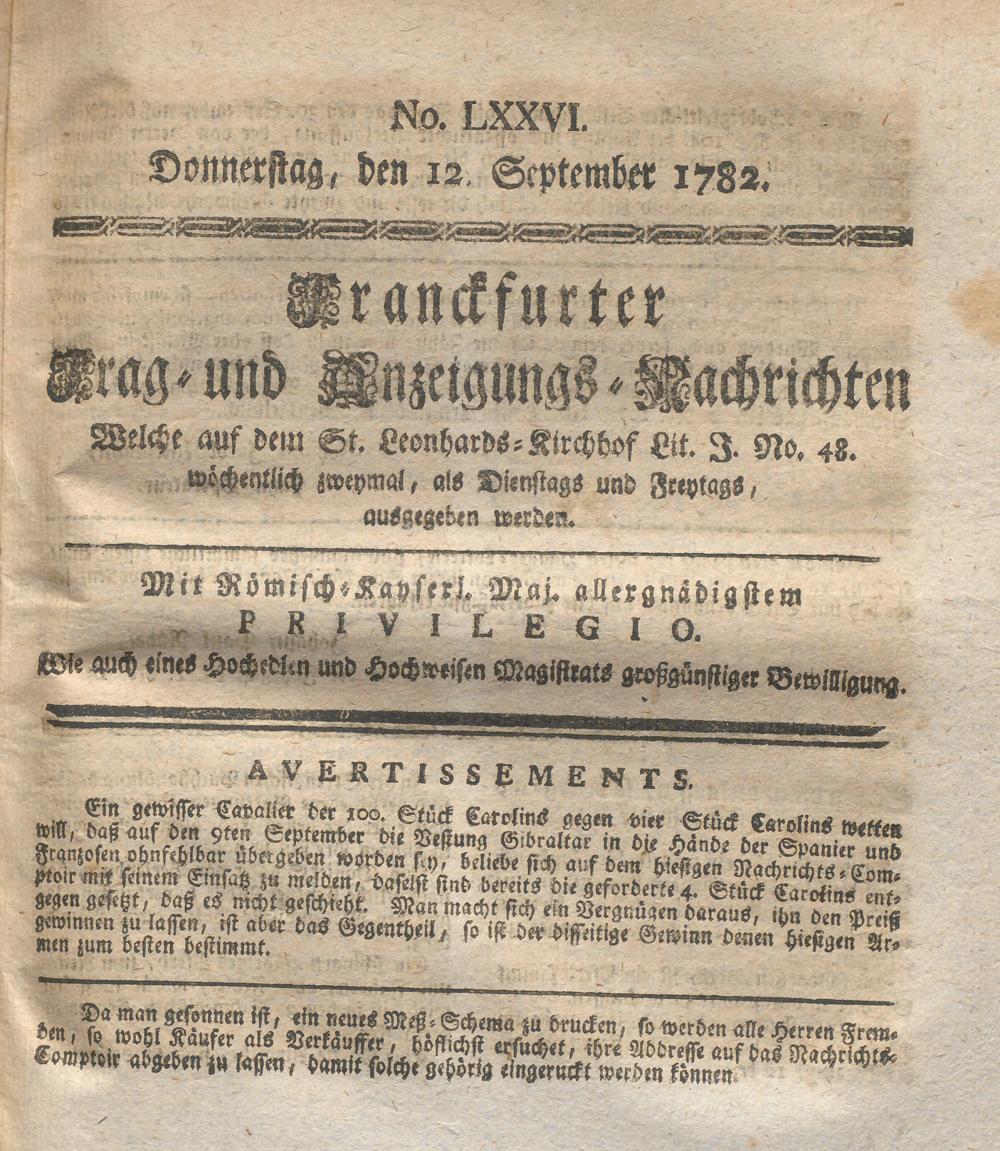 No. LXXVI.
Donnerstag, den 12. September 1782.
Franckfurter
Frag- und Anzeigungs-Nachrichten
Welche auf dem St. Leonhards-Kirchhof Lit. J. No. 48.
wöchentlich zweymal, als Dienstags und Freytags,
ausgegeben werden.
Mit Römisch-Kayserl. Maj. allergnädigstem
PRIVILEGIO.
Wie auch eines Hochedlen und Hochweisen Magistrats großgünstiger Bewilligung.
AVERTISSEMENTS.
Ein gewisser Cavalier der 100. Stück Carolins gegen vier Stück Carolins wetten
will, daß auf den 9ten September die Vestung Gibraltar in die Hände der Spanier und
Franzosen ohnfehlbar übergeben worden sey, beliebe sich auf dem hiesigen Nachrichts-Com-
ptoir mit seinem Einsatz zu melden, daselst sind bereits die geforderte 4. Stück Carolins ent-
gegen gesetzt, daß es nicht geschieht. Man macht sich ein Vergnügen daraus, ihn den Preiß
gewinnen zu lassen, ist aber das Gegentheil, so ist der disseitige Gewinn denen hiesigen Ar-
men zum besten bestimmt.
Da man gesonnen ist, ein neues Meß-Schema zu drucken, so werden alle Herren Frem-
den, so wohl Käufer als Verkäuffer, höflichst ersuchet, ihre Addresse auf das Nachrichts-
Comptoir abgeben zu lassen, damit solche gehörig eingeruckt werden können.